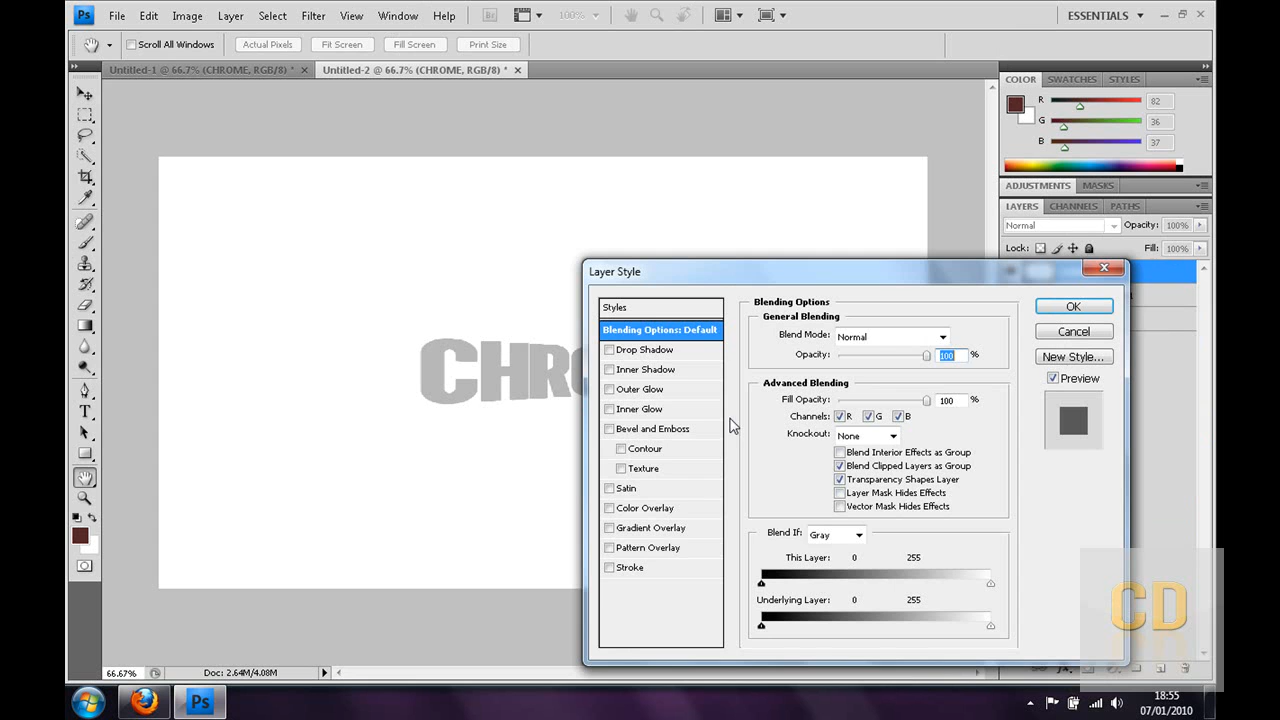 Ps File Edit Image Layer Select Filter View Window Help Br 100% ESSENTIALS
Scroll All Windows Actual Pixels Fit Screen Fill Screen Print Size
Untitled-1 @ 66.7% (CHROME, RGB/8) * Untitled-2 @ 66.7% (CHROME, RGB/8) *
COLOR SWATCHES STYLES
R 82
G 36
B 37
ADJUSTMENTS MASKS
LAYERS CHANNELS PATHS
Normal Opacity: 100%
Lock: Fill: 100%
CHRO
T
Layer Style
Styles
Blending Options: Default
Drop Shadow
Inner Shadow
Outer Glow
Inner Glow
Bevel and Emboss
Contour
Texture
Satin
Color Overlay
Gradient Overlay
Pattern Overlay
Stroke
Blending Options
General Blending
Blend Mode: Normal
Opacity: 100 %
Advanced Blending
Fill Opacity: 100 %
Channels: R G B
Knockout: None
Blend Interior Effects as Group
Blend Clipped Layers as Group
Transparency Shapes Layer
Layer Mask Hides Effects
Vector Mask Hides Effects
Blend If: Gray
This Layer: 0 255
Underlying Layer: 0 255
OK
Cancel
New Style...
Preview
CD
66.67% Doc: 2.64M/4.08M
fx
Ps
18:55
07/01/2010